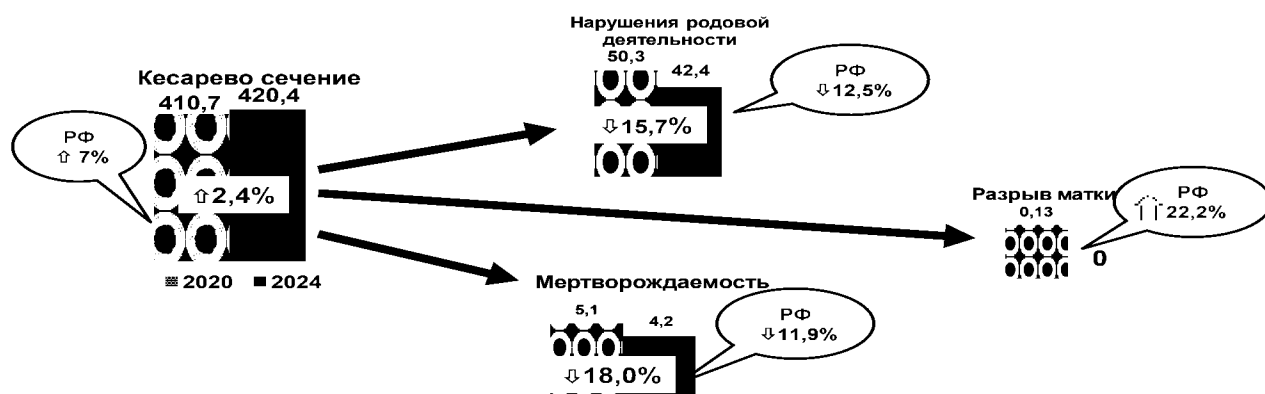 Нарушения родовой
деятельности
50,3
42,4
РФ
⇩12,5%
⇩15,7%
Кесарево сечение
410,7
420,4
РФ
⇧ 7%
⇧2,4%
2020
2024
Разрыв матки
0,13
0
РФ
⇧ 22,2%
Мертворождаемость
5,1
4,2
РФ
⇩11,9%
⇩18,0%